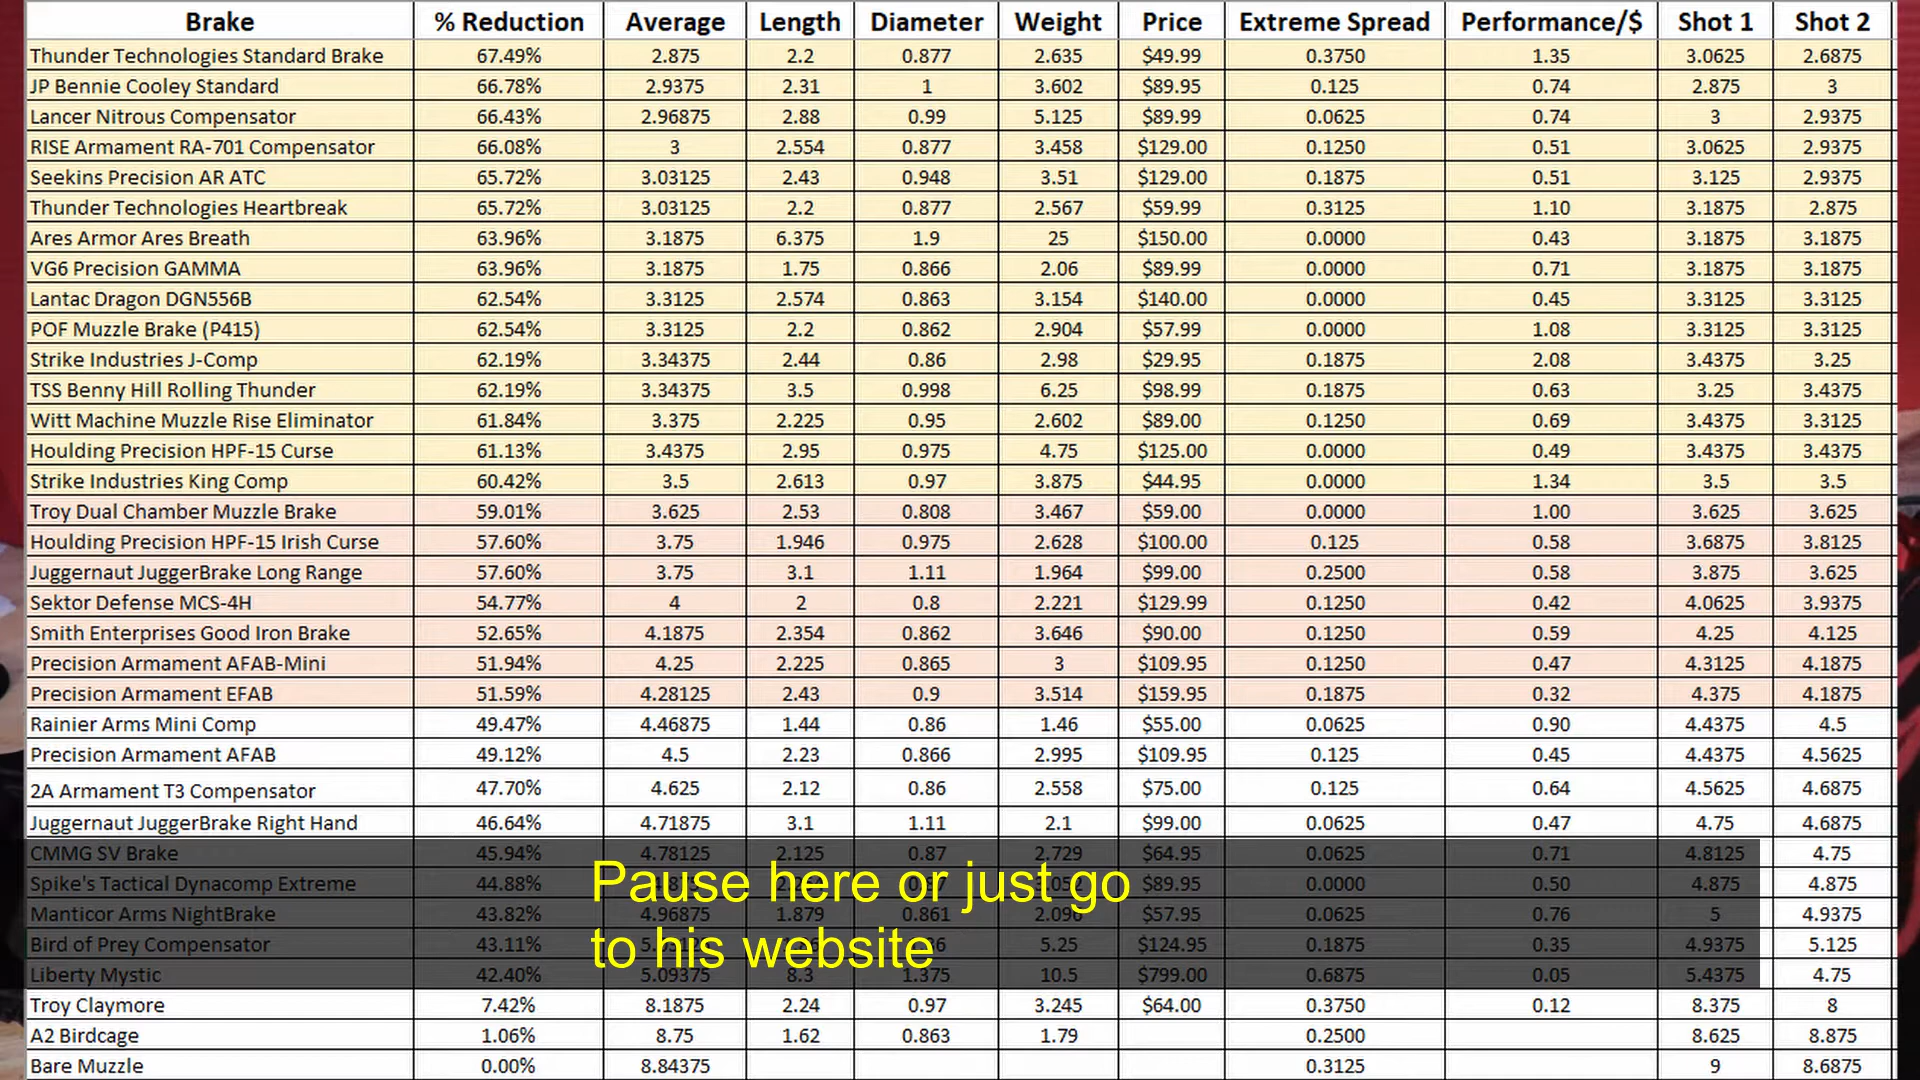 Brake % Reduction Average Length Diameter Weight Price Extreme Spread Performance/$ Shot 1 Shot 2
Thunder Technologies Standard Brake 67.49% 2.875 2.2 0.877 2.635 $49.99 0.3750 1.35 3.0625 2.6875
JP Bennie Cooley Standard 66.78% 2.9375 2.31 1 3.602 $89.95 0.125 0.74 2.875 3
Lancer Nitrous Compensator 66.43% 2.96875 2.88 0.99 5.125 $89.99 0.0625 0.74 3 2.9375
RISE Armament RA-701 Compensator 66.08% 3 2.554 0.877 3.458 $129.00 0.1250 0.51 3.0625 2.9375
Seekins Precision AR ATC 65.72% 3.03125 2.43 0.948 3.51 $129.00 0.1875 0.51 3.125 2.9375
Thunder Technologies Heartbreak 65.72% 3.03125 2.2 0.877 2.567 $59.99 0.3125 1.10 3.1875 2.875
Ares Armor Ares Breath 63.96% 3.1875 6.375 1.9 25 $150.00 0.0000 0.43 3.1875 3.1875
VG6 Precision GAMMA 63.96% 3.1875 1.75 0.866 2.06 $89.99 0.0000 0.71 3.1875 3.1875
Lantac Dragon DGN556B 62.54% 3.3125 2.574 0.863 3.154 $140.00 0.0000 0.45 3.3125 3.3125
POF Muzzle Brake (P415) 62.54% 3.3125 2.2 0.862 2.904 $57.99 0.0000 1.08 3.3125 3.3125
Strike Industries J-Comp 62.19% 3.34375 2.44 0.86 2.98 $29.95 0.1875 2.08 3.4375 3.25
TSS Benny Hill Rolling Thunder 62.19% 3.34375 3.5 0.998 6.25 $98.99 0.1875 0.63 3.25 3.4375
Witt Machine Muzzle Rise Eliminator 61.84% 3.375 2.225 0.95 2.602 $89.00 0.1250 0.69 3.4375 3.3125
Houlding Precision HPF-15 Curse 61.13% 3.4375 2.95 0.975 4.75 $125.00 0.0000 0.49 3.4375 3.4375
Strike Industries King Comp 60.42% 3.5 2.613 0.97 3.875 $44.95 0.0000 1.34 3.5 3.5
Troy Dual Chamber Muzzle Brake 59.01% 3.625 2.53 0.808 3.467 $59.00 0.0000 1.00 3.625 3.625
Houlding Precision HPF-15 Irish Curse 57.60% 3.75 1.946 0.975 2.628 $100.00 0.125 0.58 3.6875 3.8125
Juggernaut JuggerBrake Long Range 57.60% 3.75 3.1 1.11 1.964 $99.00 0.2500 0.58 3.875 3.625
Sektor Defense MCS-4H 54.77% 4 2 0.8 2.221 $129.99 0.1250 0.42 4.0625 3.9375
Smith Enterprises Good Iron Brake 52.65% 4.1875 2.354 0.862 3.646 $90.00 0.1250 0.59 4.25 4.125
Precision Armament AFAB-Mini 51.94% 4.25 2.225 0.865 3 $109.95 0.1250 0.47 4.3125 4.1875
Precision Armament EFAB 51.59% 4.28125 2.43 0.9 3.514 $159.95 0.1875 0.32 4.375 4.1875
Rainier Arms Mini Comp 49.47% 4.46875 1.44 0.86 1.46 $55.00 0.0625 0.90 4.4375 4.5
Precision Armament AFAB 49.12% 4.5 2.23 0.866 2.995 $109.95 0.125 0.45 4.4375 4.5625
2A Armament T3 Compensator 47.70% 4.625 2.12 0.86 2.558 $75.00 0.125 0.64 4.5625 4.6875
Juggernaut JuggerBrake Right Hand 46.64% 4.71875 3.1 1.11 2.1 $99.00 0.0625 0.47 4.75 4.6875
CMMG SV Brake 45.94% 4.78125 2.125 0.87 2.729 $64.95 0.0625 0.71 4.8125 4.75
Spike's Tactical Dynacomp Extreme 44.88% $89.95 0.0000 0.50 4.875 4.875
Manticor Arms NightBrake 43.82% 4.96875 1.879 0.861 2.096 $57.95 0.0625 0.76 5 4.9375
Bird of Prey Compensator 43.11% 5.25 $124.95 0.1875 0.35 4.9375 5.125
Liberty Mystic 42.40% 5.09375 8.3 1.375 10.5 $799.00 0.6875 0.05 5.4375 4.75
Troy Claymore 7.42% 8.1875 2.24 0.97 3.245 $64.00 0.3750 0.12 8.375 8
A2 Birdcage 1.06% 8.75 1.62 0.863 1.79 0.2500 8.625 8.875
Bare Muzzle 0.00% 8.84375 0.3125 9 8.6875
Pause here or just go
to his website